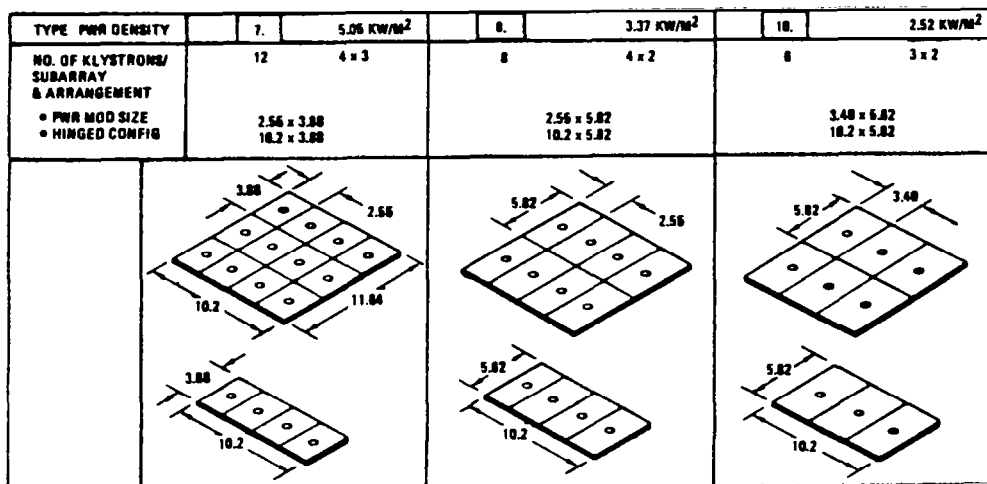 TYPE PWR DENSITY 7. 5.06 KW/M2 8. 3.37 KW/M2 10. 2.52 KW/M2
NO. OF KLYSTRONS/ 12 4 x 3 8 4 x 2 6 3 x 2
SUBARRAY
& ARRANGEMENT
• PWR MOD SIZE 2.56 x 3.88 2.56 x 5.82 3.40 x 5.82
• HINGED CONFIG 10.2 x 3.88 10.2 x 5.82 10.2 x 5.82
3.88 2.56 5.82 2.56 5.82 3.40
10.2 11.64
3.88 5.82 5.82
10.2 10.2 10.2